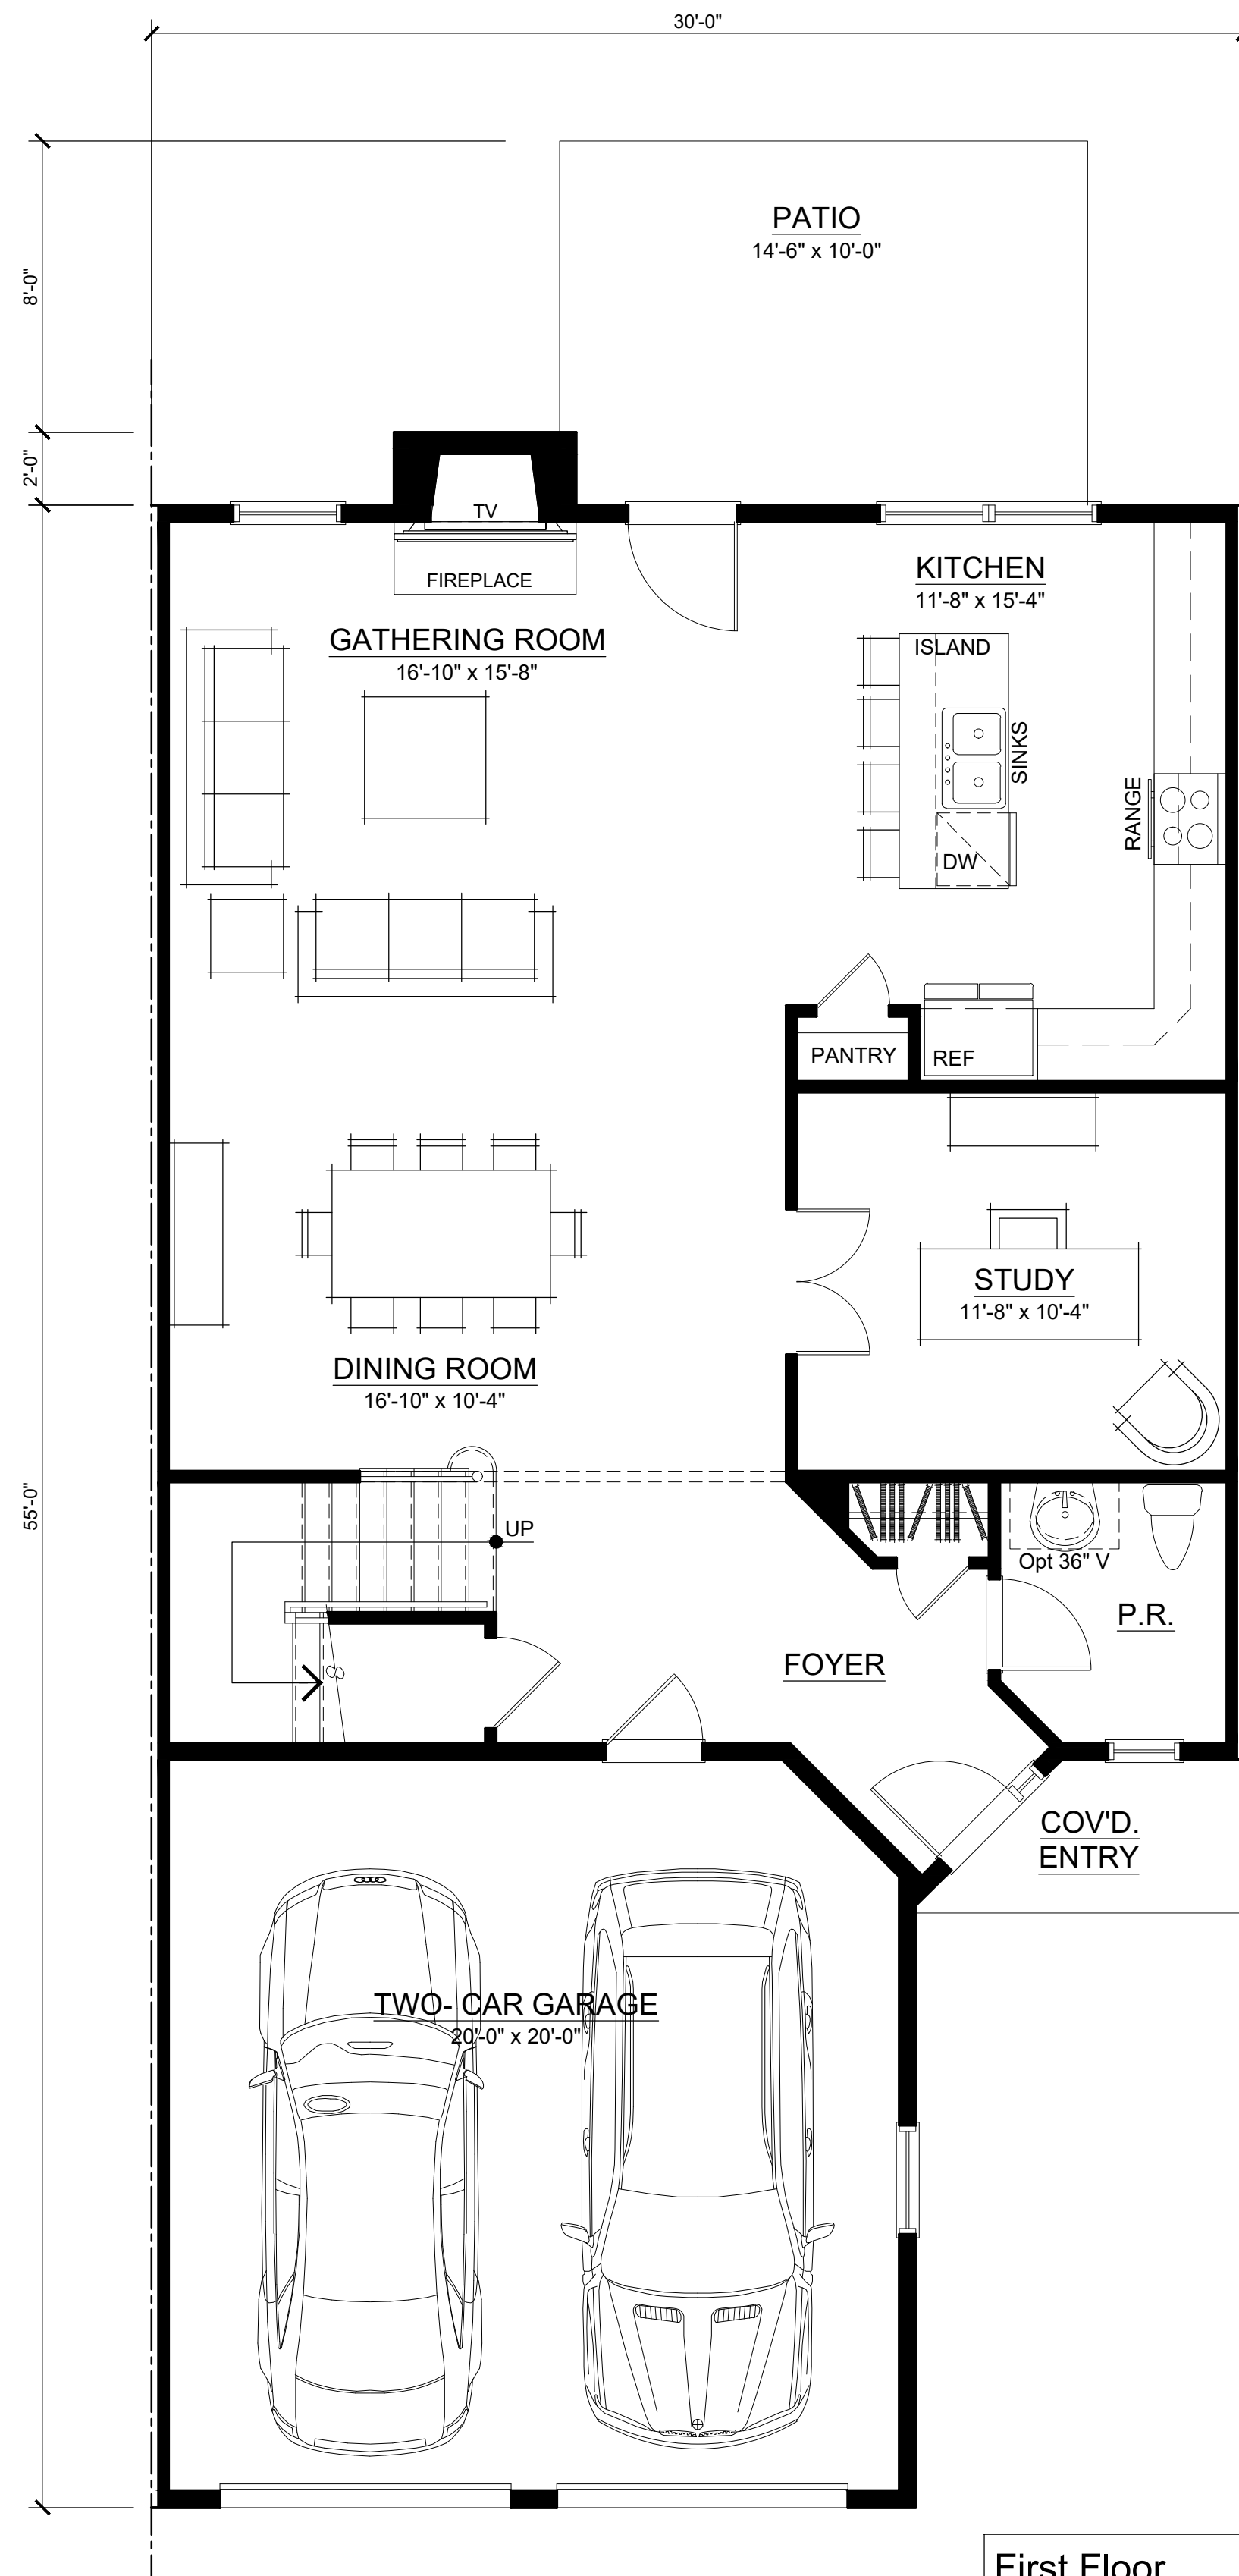 30'-0"
PATIO
14'-6" x 10'-0"
8'-0"
2'-0"
TV
FIREPLACE
KITCHEN
11'-8" x 15'-4"
GATHERING ROOM
16'-10" x 15'-8"
ISLAND
SINKS
RANGE
DW
PANTRY
REF
STUDY
11'-8" x 10'-4"
DINING ROOM
16'-10" x 10'-4"
55'-0"
UP
Opt 36" V
P.R.
FOYER
COV'D.
ENTRY
TWO- CAR GARAGE
20'-0" x 20'-0"
First Floor